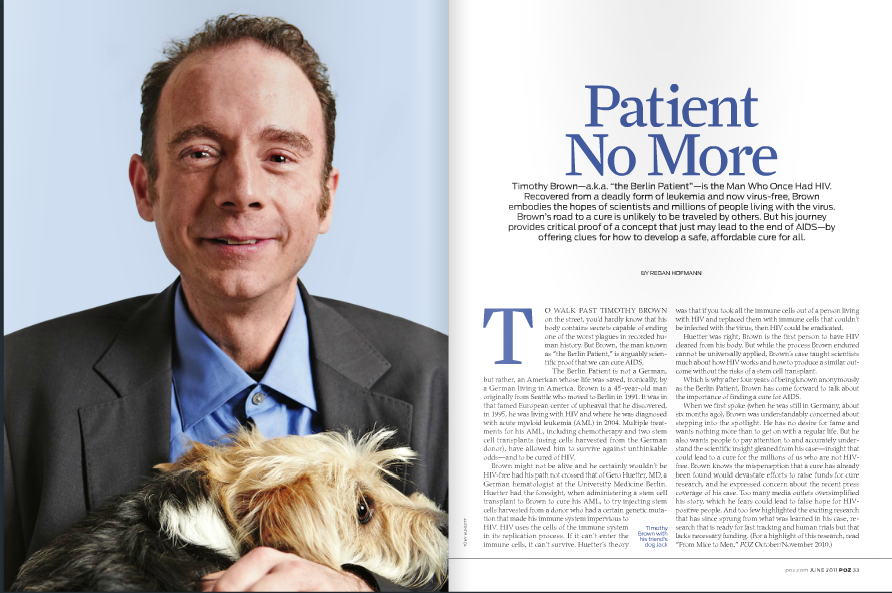 Patient
No More
Timothy Brown—a.k.a. “the Berlin Patient”—is the Man Who Once Had HIV.
Recovered from a deadly form of leukemia and now virus-free, Brown
embodies the hopes of scientists and millions of people living with the virus.
Brown’s road to a cure is unlikely to be traveled by others. But his journey
provides critical proof of a concept that just may lead to the end of AIDS—by
offering clues for how to develop a safe, affordable cure for all.
BY REGAN HOFMANN
TO WALK PAST TIMOTHY BROWN
on the street, you’d hardly know that his
body contains secrets capable of ending
one of the worst plagues in recorded hu-
man history. But Brown, the man known
as “the Berlin Patient,” is arguably scien-
tific proof that we can cure AIDS.
The Berlin Patient is not a German,
but rather, an American whose life was saved, ironically, by
a German living in America. Brown is a 45-year-old man
originally from Seattle who moved to Berlin in 1991. It was in
that famed European center of upheaval that he discovered,
in 1995, he was living with HIV and where he was diagnosed
with acute myeloid leukemia (AML) in 2004. Multiple treat-
ments for his AML, including chemotherapy and two stem
cell transplants (using cells harvested from the German
donor), have allowed him to survive against unthinkable
odds—and to be cured of HIV.
Brown might not be alive and he certainly wouldn’t be
HIV-free had his path not crossed that of Gero Huetter, MD, a
German hematologist at the University Medicine Berlin.
Huetter had the foresight, when administering a stem cell
transplant to Brown to cure his AML, to try injecting stem
cells harvested from a donor who had a certain genetic muta-
tion that made his immune system impervious to
HIV. HIV uses the cells of the immune system
in its replication process. If it can’t enter the
immune cells, it can’t survive. Huetter’s theory
Timothy
Brown with
his friend’s
dog Jack
was that if you took all the immune cells out of a person living
with HIV and replaced them with immune cells that couldn’t
be infected with the virus, then HIV could be eradicated.
Huetter was right; Brown is the first person to have HIV
cleared from his body. But while the process Brown endured
cannot be universally applied, Brown’s case taught scientists
much about how HIV works and how to produce a similar out-
come without the risks of a stem cell transplant.
Which is why after four years of being known anonymously
as the Berlin Patient, Brown has come forward to talk about
the importance of finding a cure for AIDS.
When we first spoke (when he was still in Germany, about
six months ago), Brown was understandably concerned about
stepping into the spotlight. He has no desire for fame and
wants nothing more than to get on with a regular life. But he
also wants people to pay attention to and accurately under-
stand the scientific insight gleaned from his case—insight that
could lead to a cure for the millions of us who are not HIV-
free. Brown knows the misperception that a cure has already
been found would devastate efforts to raise funds for cure
research, and he expressed concern about the recent press
coverage of his case. Too many media outlets oversimplified
his story, which he fears could lead to false hope for HIV-
positive people. And too few highlighted the exciting research
that has since sprung from what was learned in his case, re-
search that is ready for fast tracking and human trials but that
lacks necessary funding. (For a highlight of this research, read
“From Mice to Men,” POZ October/November 2010.)
poz.com JUNE 2011 POZ 33